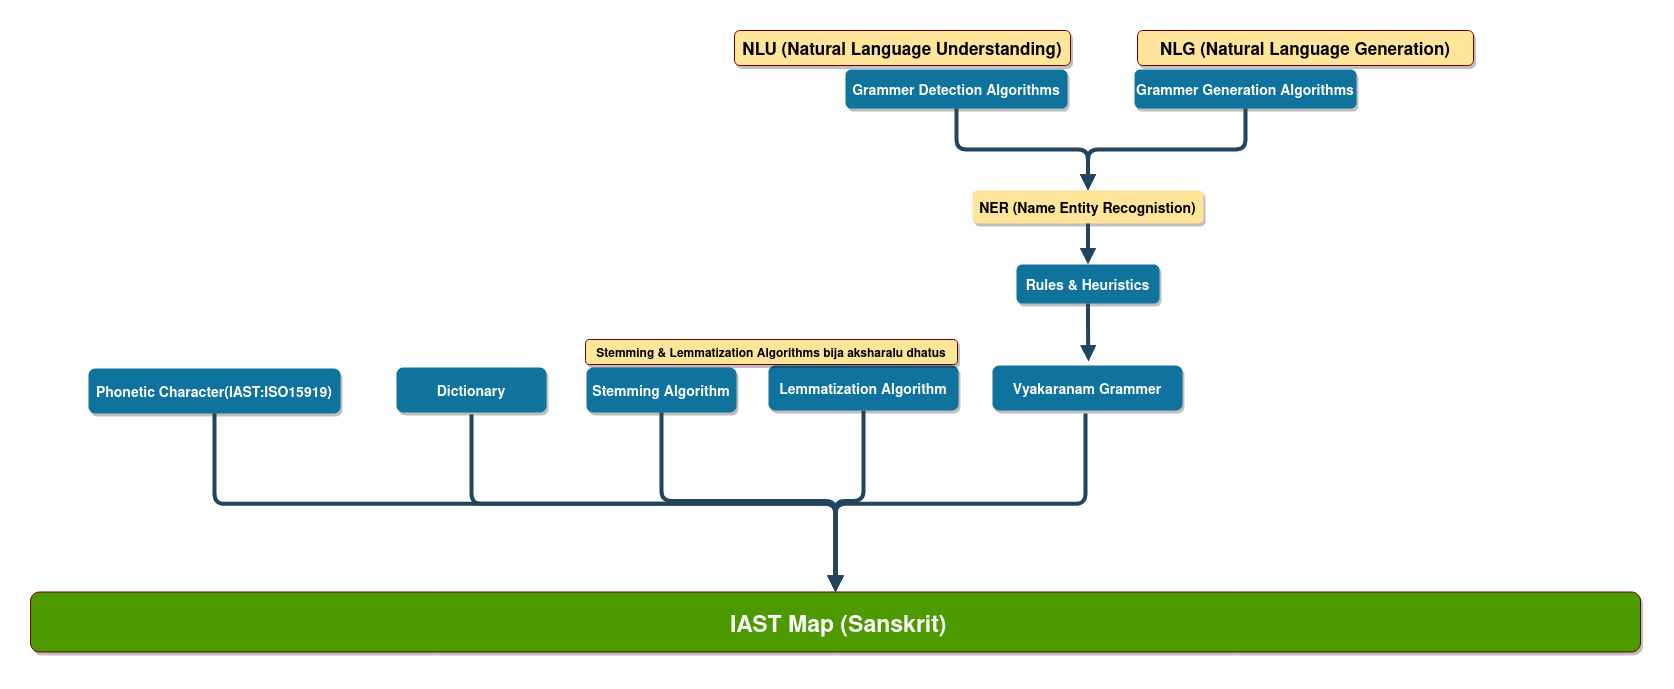 NLU (Natural Language Understanding)
NLG (Natural Language Generation)
Grammer Detection Algorithms
Grammer Generation Algorithms
NER (Name Entity Recognistion)
Rules & Heuristics
Stemming & Lemmatization Algorithms bija aksharalu dhatus
Phonetic Character(IAST:ISO15919)
Dictionary
Stemming Algorithm
Lemmatization Algorithm
Vyakaranam Grammer
IAST Map (Sanskrit)